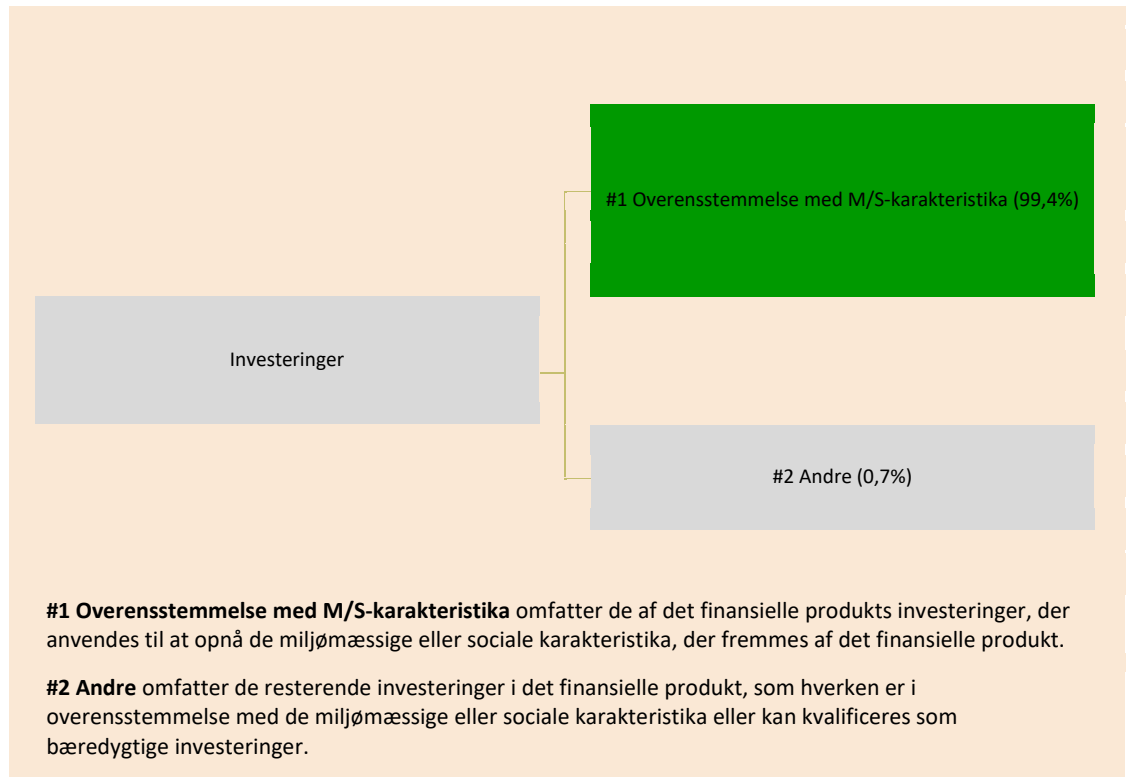 #1 Overensstemmelse med M/S-karakteristika (99,4%)
Investeringer
#2 Andre (0,7%)
#1 Overensstemmelse med M/S-karakteristika omfatter de af det finansielle produkts investeringer, der
anvendes til at opnå de miljømæssige eller sociale karakteristika, der fremmes af det finansielle produkt.
#2 Andre omfatter de resterende investeringer i det finansielle produkt, som hverken er i
overensstemmelse med de miljømæssige eller sociale karakteristika eller kan kvalificeres som
bæredygtige investeringer.